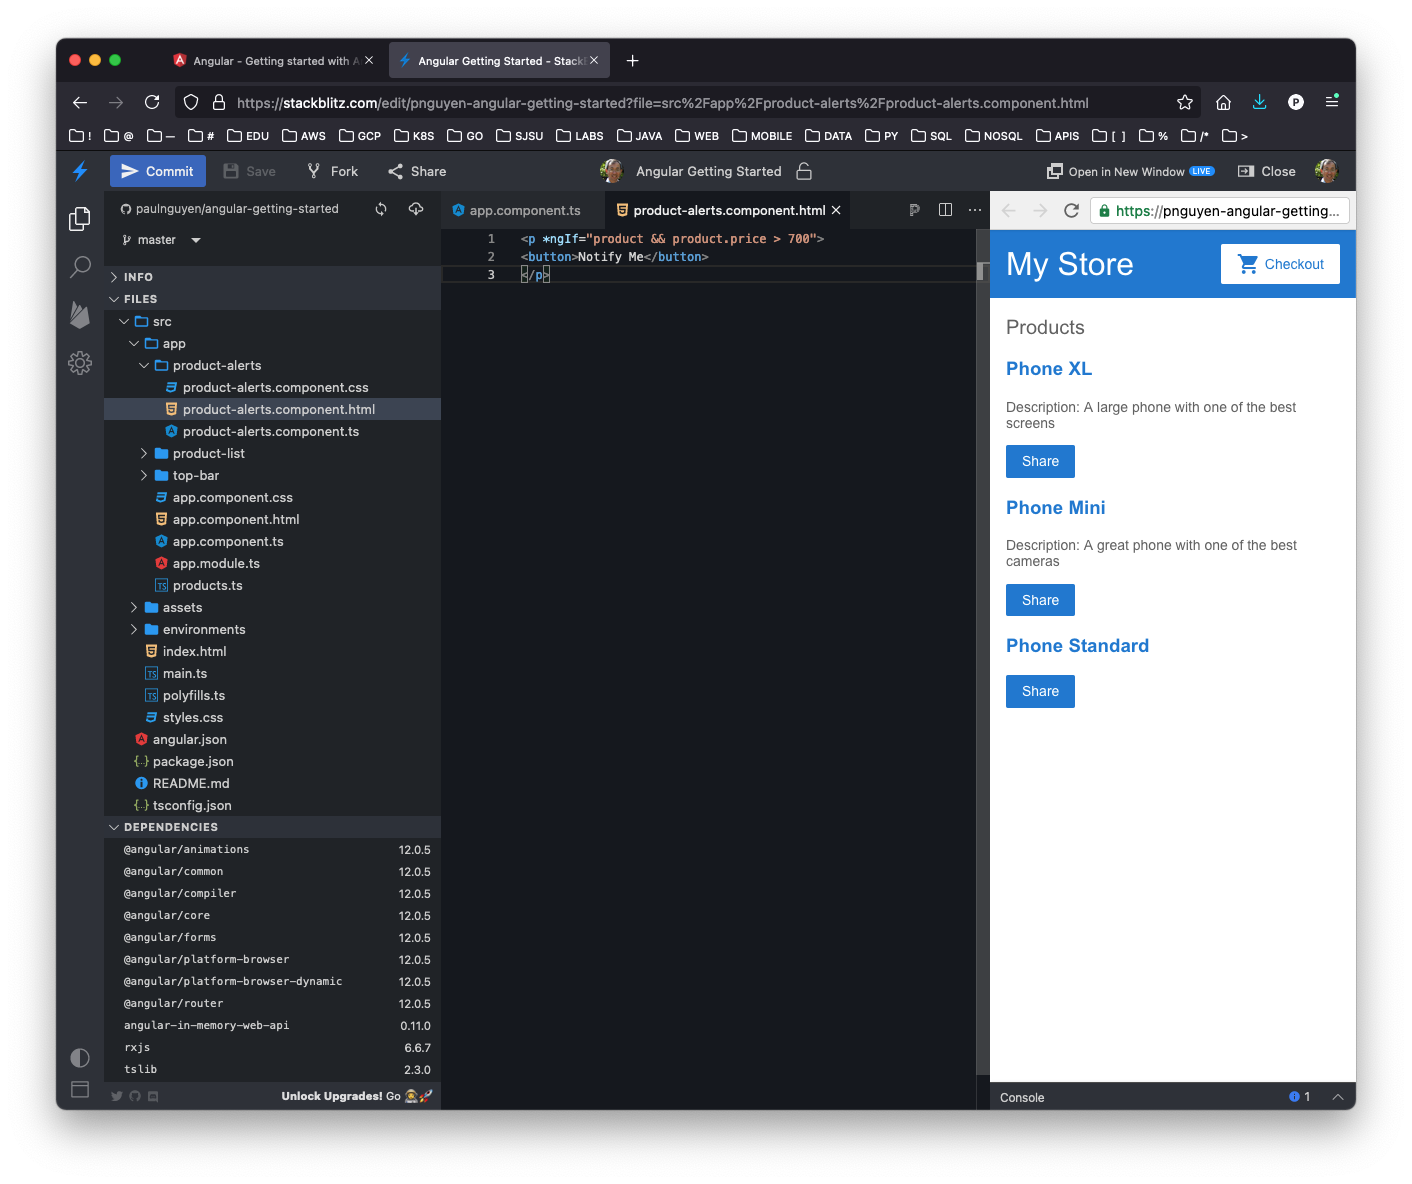 Angular - Getting started with A
Angular Getting Started - StackB
https://stackblitz.com/edit/pnguyen-angular-getting-started?file=src%2Fapp%2Fproduct-alerts%2Fproduct-alerts.component.html
! @ — # EDU AWS GCP K8S GO SJSU LABS JAVA WEB MOBILE DATA PY SQL NOSQL APIS [ ] % /* >
Commit Save Fork Share Angular Getting Started Open in New Window LIVE Close
paulnguyen/angular-getting-started
master
INFO
FILES
src
app
product-alerts
product-alerts.component.css
product-alerts.component.html
product-alerts.component.ts
product-list
top-bar
app.component.css
app.component.html
app.component.ts
app.module.ts
products.ts
assets
environments
index.html
main.ts
polyfills.ts
styles.css
angular.json
package.json
README.md
tsconfig.json
DEPENDENCIES
@angular/animations 12.0.5
@angular/common 12.0.5
@angular/compiler 12.0.5
@angular/core 12.0.5
@angular/forms 12.0.5
@angular/platform-browser 12.0.5
@angular/platform-browser-dynamic 12.0.5
@angular/router 12.0.5
angular-in-memory-web-api 0.11.0
rxjs 6.6.7
tslib 2.3.0
Unlock Upgrades! Go
app.component.ts product-alerts.component.html
1 <p *ngIf="product && product.price > 700">
2 <button>Notify Me</button>
3 </p>
https://pnguyen-angular-getting...
My Store
Checkout
Products
Phone XL
Description: A large phone with one of the best
screens
Share
Phone Mini
Description: A great phone with one of the best
cameras
Share
Phone Standard
Share
Console 1